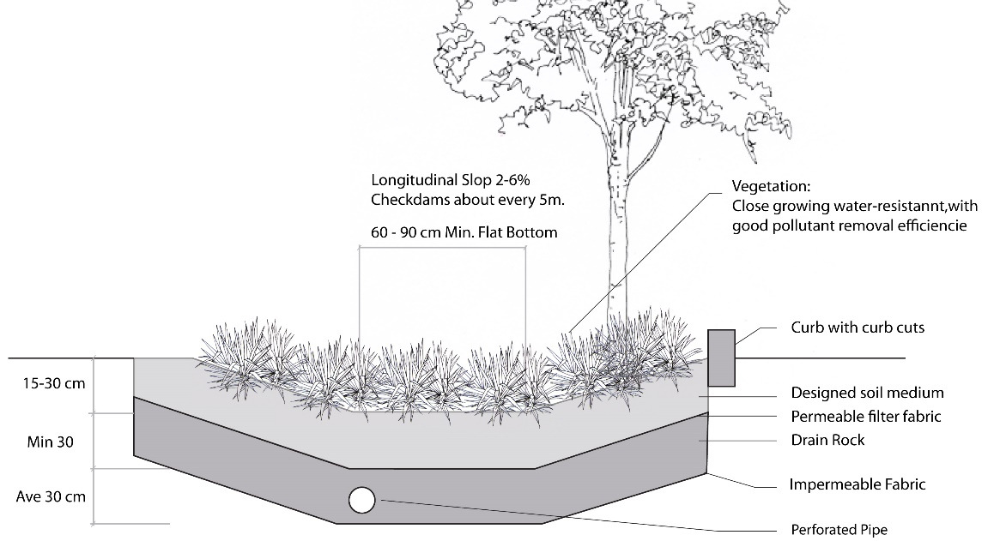 Longitudinal Slop 2-6%
Checkdams about every 5m.
60 - 90 cm Min. Flat Bottom
Vegetation:
Close growing water-resistannt,with
good pollutant removal efficiencie
Curb with curb cuts
15-30 cm
Designed soil medium
Permeable filter fabric
Min 30
Drain Rock
Impermeable Fabric
Ave 30 cm
Perforated Pipe